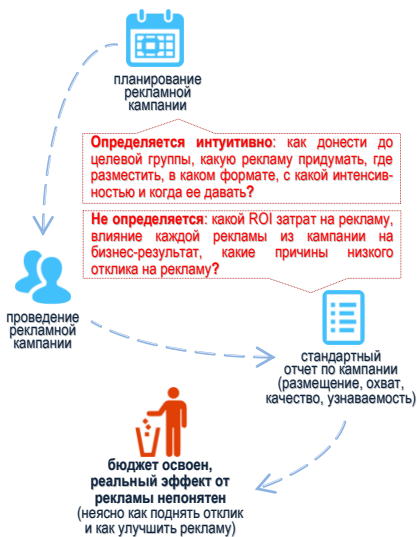 планирование
рекламной
кампании
Определяется интуитивно: как донести до
целевой группы, какую рекламу придумать, где
разместить, в каком формате, с какой интенсив-
ностью и когда ее давать?
Не определяется: какой ROI затрат на рекламу,
влияние каждой рекламы из кампании на
бизнес-результат, какие причины низкого
отклика на рекламу?
проведение
рекламной
кампании
стандартный
отчет по кампании
(размещение, охват,
качество, узнаваемость)
бюджет освоен,
реальный эффект от
рекламы непонятен
(неясно как поднять отклик
и как улучшить рекламу)